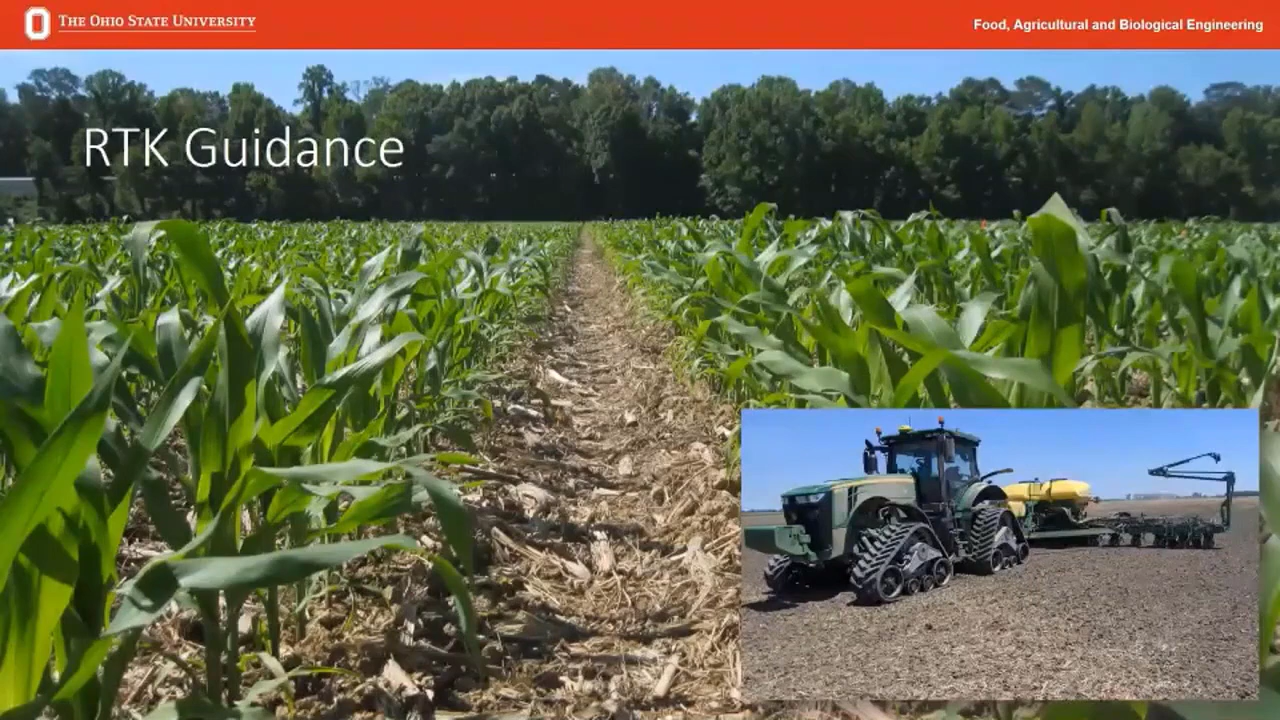 THE OHIO STATE UNIVERSITY
Food, Agricultural and Biological Engineering
RTK Guidance